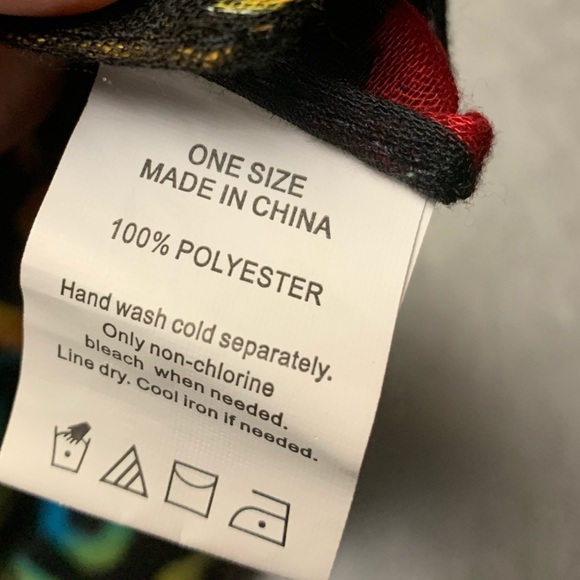 ONE SIZE
MADE IN CHINA
100% POLYESTER
Hand wash cold separately.
Only non-chlorine
bleach when needed.
Line dry. Cool iron if needed.